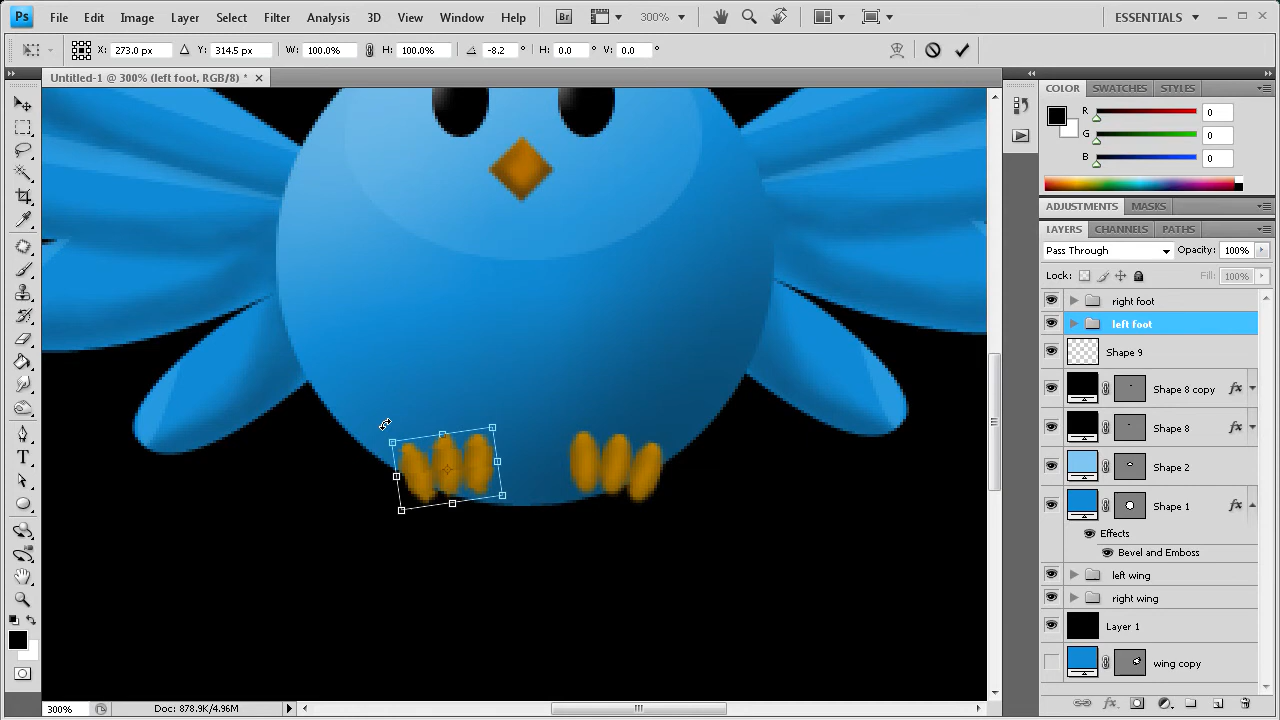 Ps File Edit Image Layer Select Filter Analysis 3D View Window Help Br 300% ESSENTIALS
X: 273.0 px Y: 314.5 px W: 100.0% H: 100.0% -8.2 ° H: 0.0 ° V: 0.0 °
Untitled-1 @ 300% (left foot, RGB/8) * ×
COLOR SWATCHES STYLES
R 0
G 0
B 0
ADJUSTMENTS MASKS
LAYERS CHANNELS PATHS
Pass Through Opacity: 100%
Lock: Fill: 100%
right foot
left foot
Shape 9
Shape 8 copy fx
Shape 8 fx
Shape 2
Shape 1 fx
Effects
Bevel and Emboss
left wing
right wing
Layer 1
wing copy
T
300% Doc: 878.9K/4.96M
fx